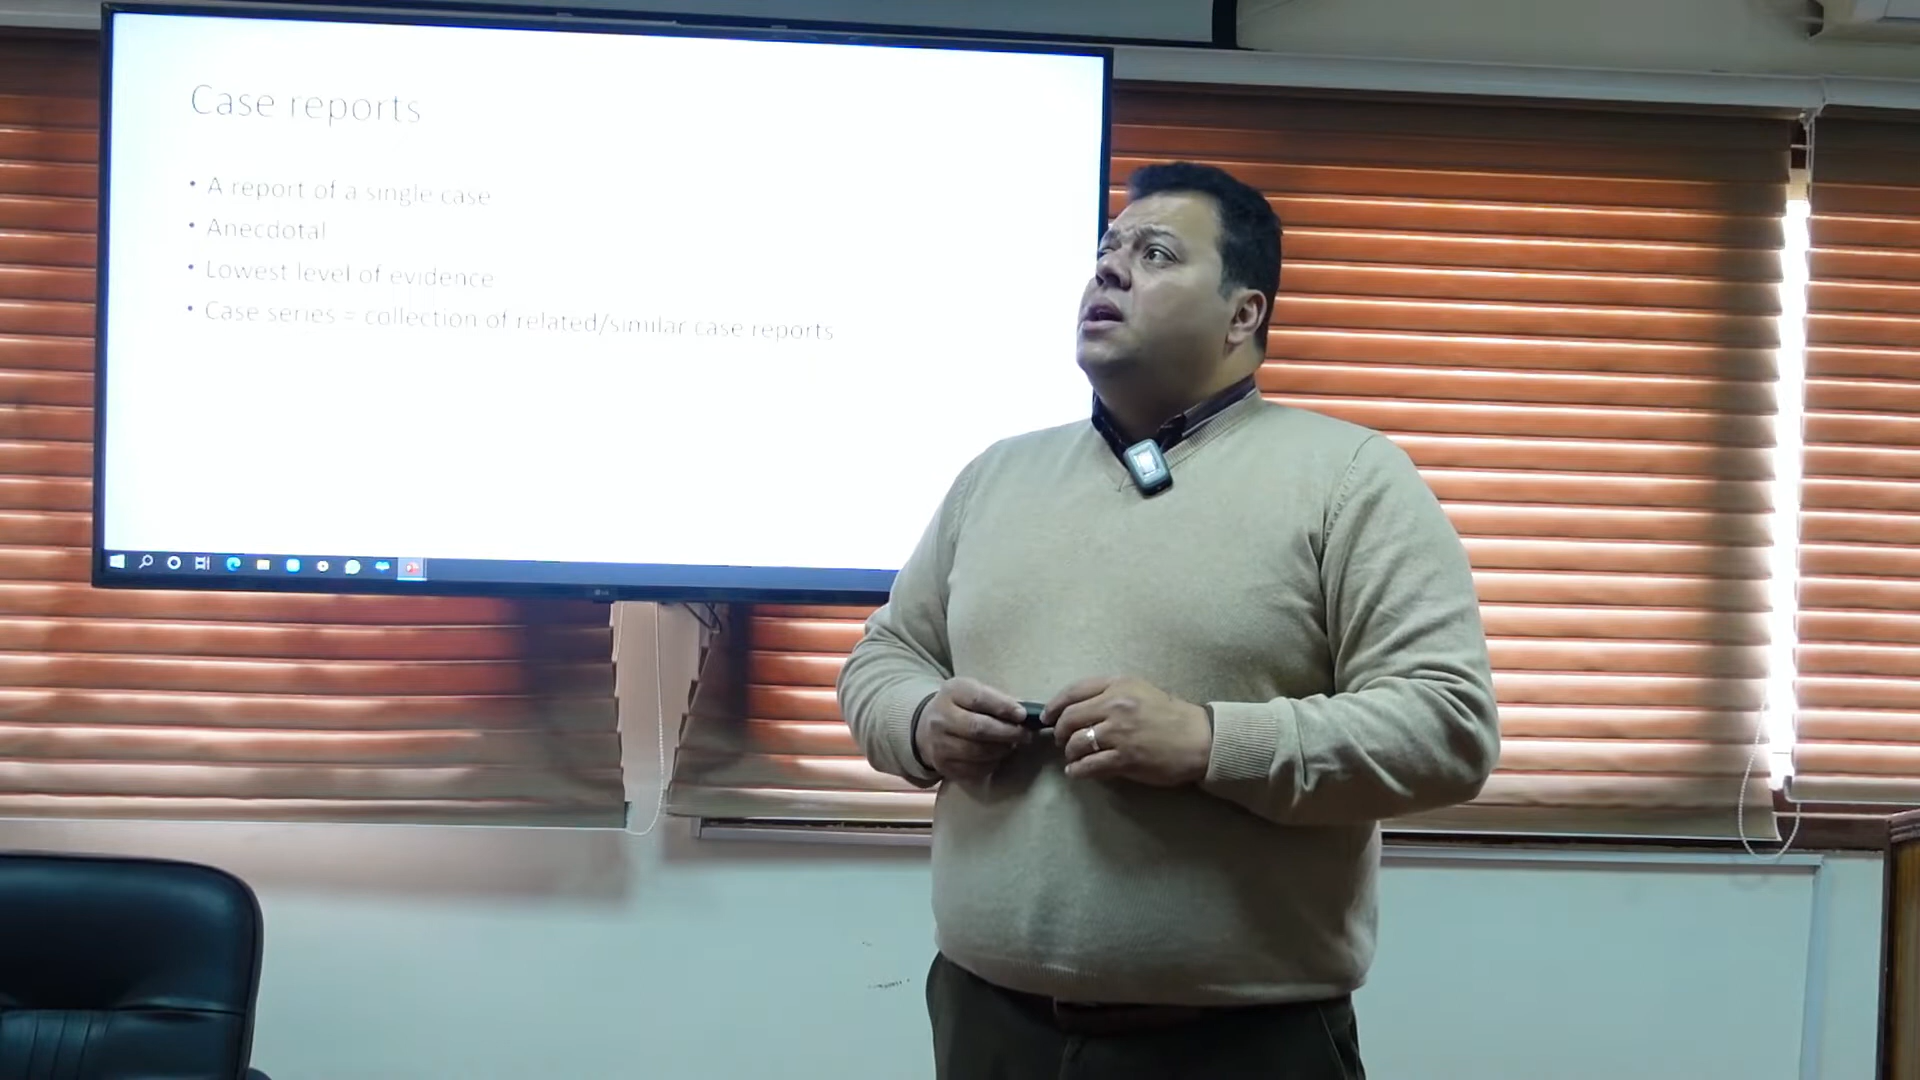 Case reports
• A report of a single case
• Anecdotal
• Lowest level of evidence
• Case series = collection of related/similar case reports
LG